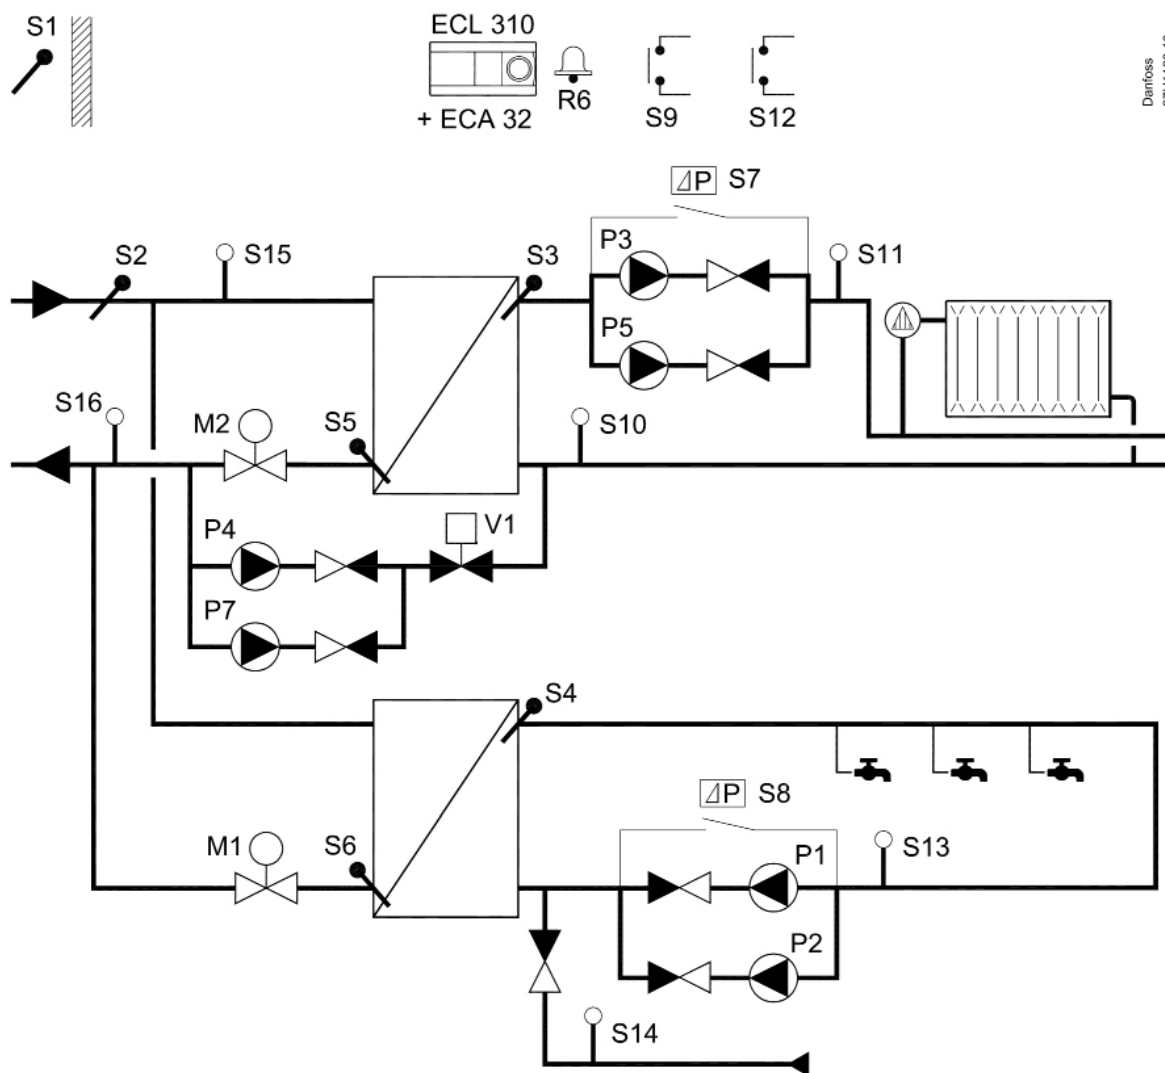 S1
ECL 310
+ ECA 32
R6
S9
S12
Danfoss
ΔP S7
S2
S15
S3
P3
S11
P5
S16
M2
S5
S10
P4
V1
P7
S4
ΔP S8
M1
S6
P1
S13
P2
S14